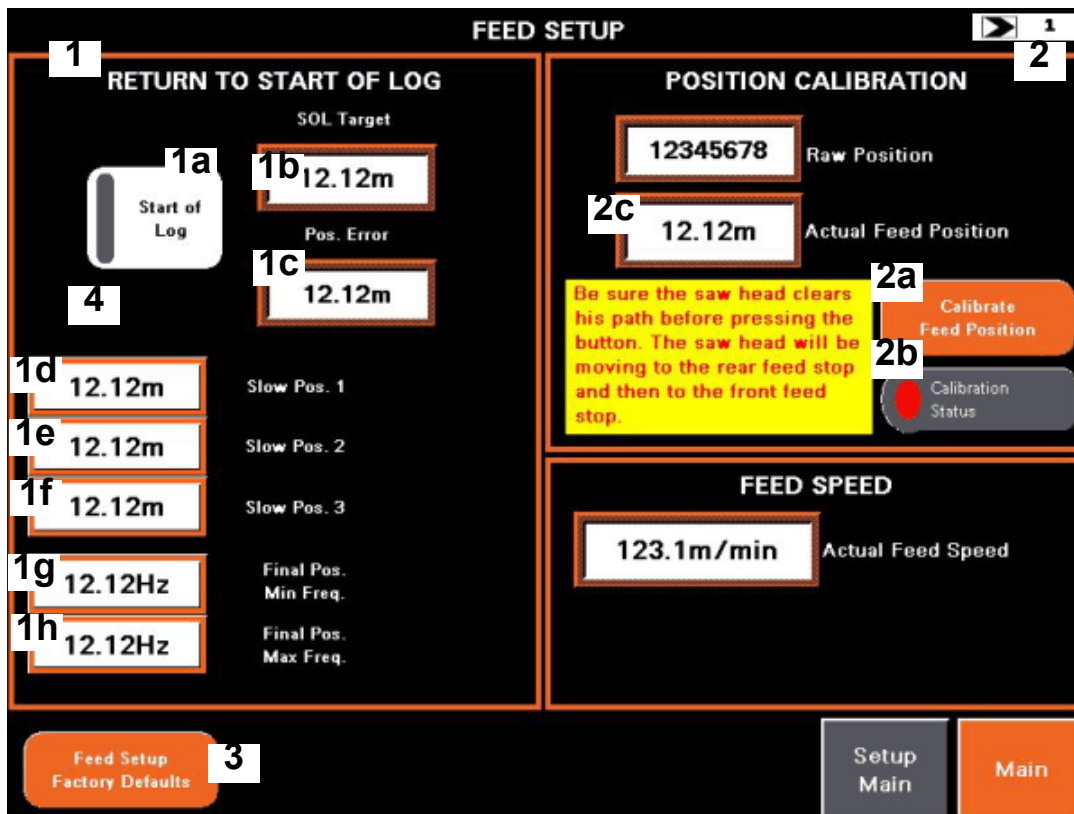 FEED SETUP
1
1
RETURN TO START OF LOG
SOL Target
1a
Start of
Log
1b
12.12m
Pos. Error
1c
12.12m
4
1d
12.12m
Slow Pos. 1
1e
12.12m
Slow Pos. 2
1f
12.12m
Slow Pos. 3
1g
12.12Hz
Final Pos.
Min Freq.
1h
12.12Hz
Final Pos.
Max Freq.
2
POSITION CALIBRATION
12345678
Raw Position
2c
12.12m
Actual Feed Position
Be sure the saw head clears
his path before pressing the
button. The saw head will be
moving to the rear feed stop
and then to the front feed
stop.
2a
Calibrate
Feed Position
2b
Calibration
Status
FEED SPEED
123.1m/min
Actual Feed Speed
Feed Setup
Factory Defaults
3
Setup
Main
Main